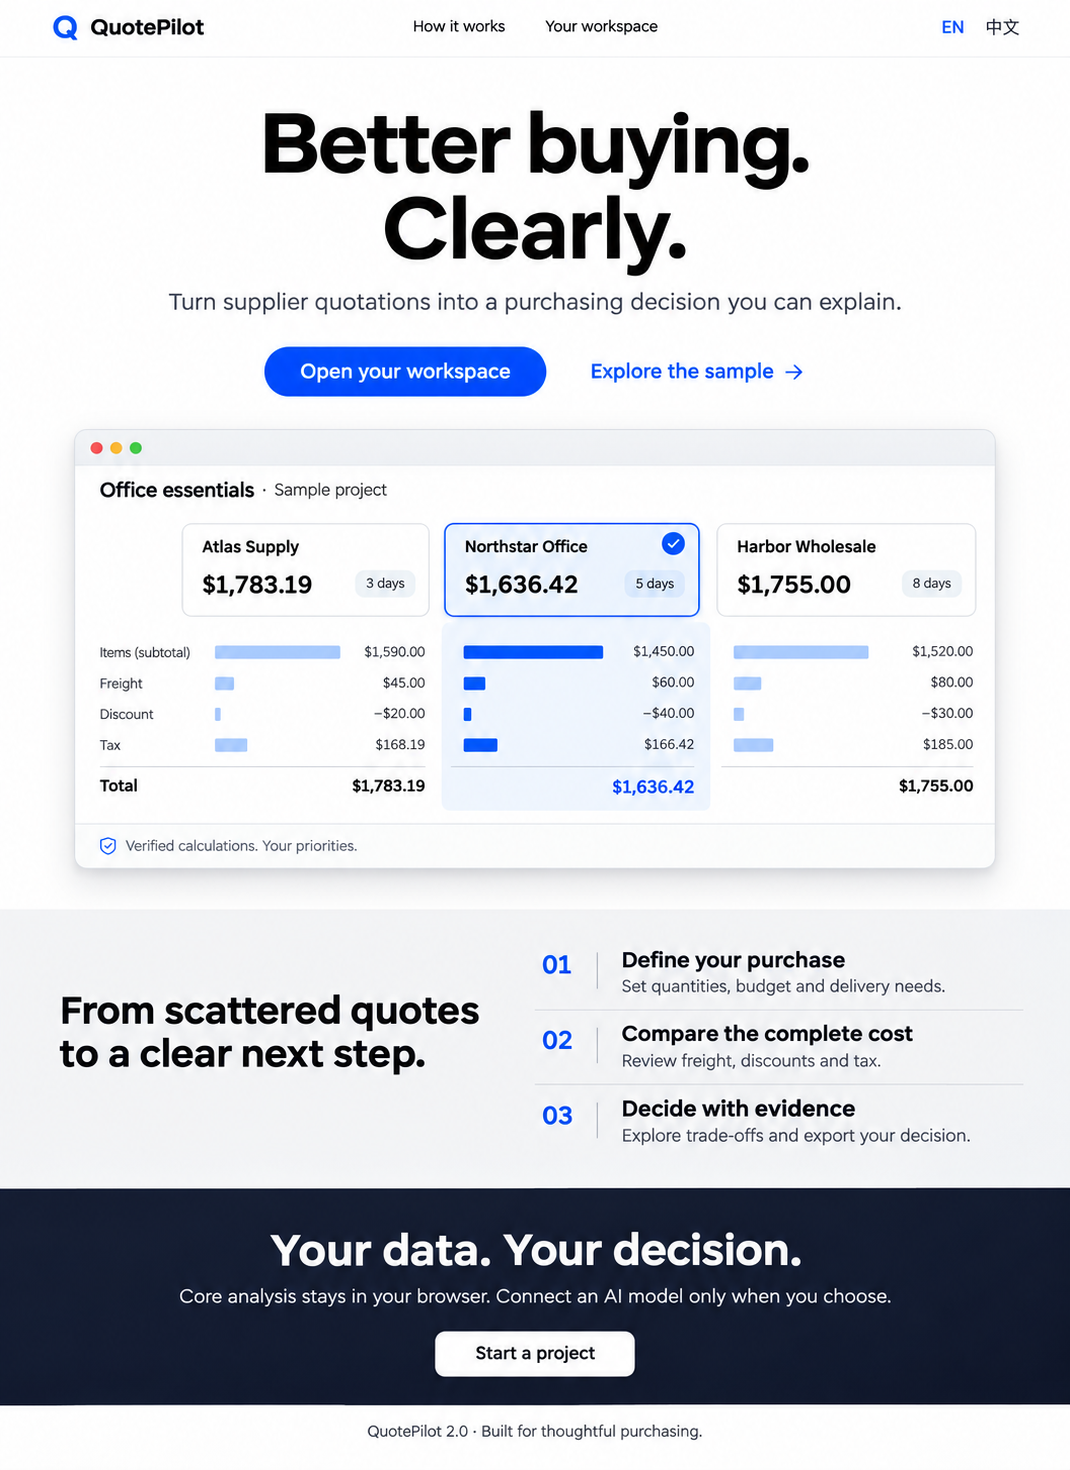 QuotePilot
How it works
Your workspace
EN
中文
Better buying.
Clearly.
Turn supplier quotations into a purchasing decision you can explain.
Open your workspace
Explore the sample →
Office essentials · Sample project
Atlas Supply
$1,783.19
3 days
Northstar Office
$1,636.42
5 days
Harbor Wholesale
$1,755.00
8 days
Items (subtotal) $1,590.00 $1,450.00 $1,520.00
Freight $45.00 $60.00 $80.00
Discount −$20.00 −$40.00 −$30.00
Tax $168.19 $166.42 $185.00
Total $1,783.19 $1,636.42 $1,755.00
Verified calculations. Your priorities.
From scattered quotes
to a clear next step.
01
Define your purchase
Set quantities, budget and delivery needs.
02
Compare the complete cost
Review freight, discounts and tax.
03
Decide with evidence
Explore trade-offs and export your decision.
Your data. Your decision.
Core analysis stays in your browser. Connect an AI model only when you choose.
Start a project
QuotePilot 2.0 · Built for thoughtful purchasing.